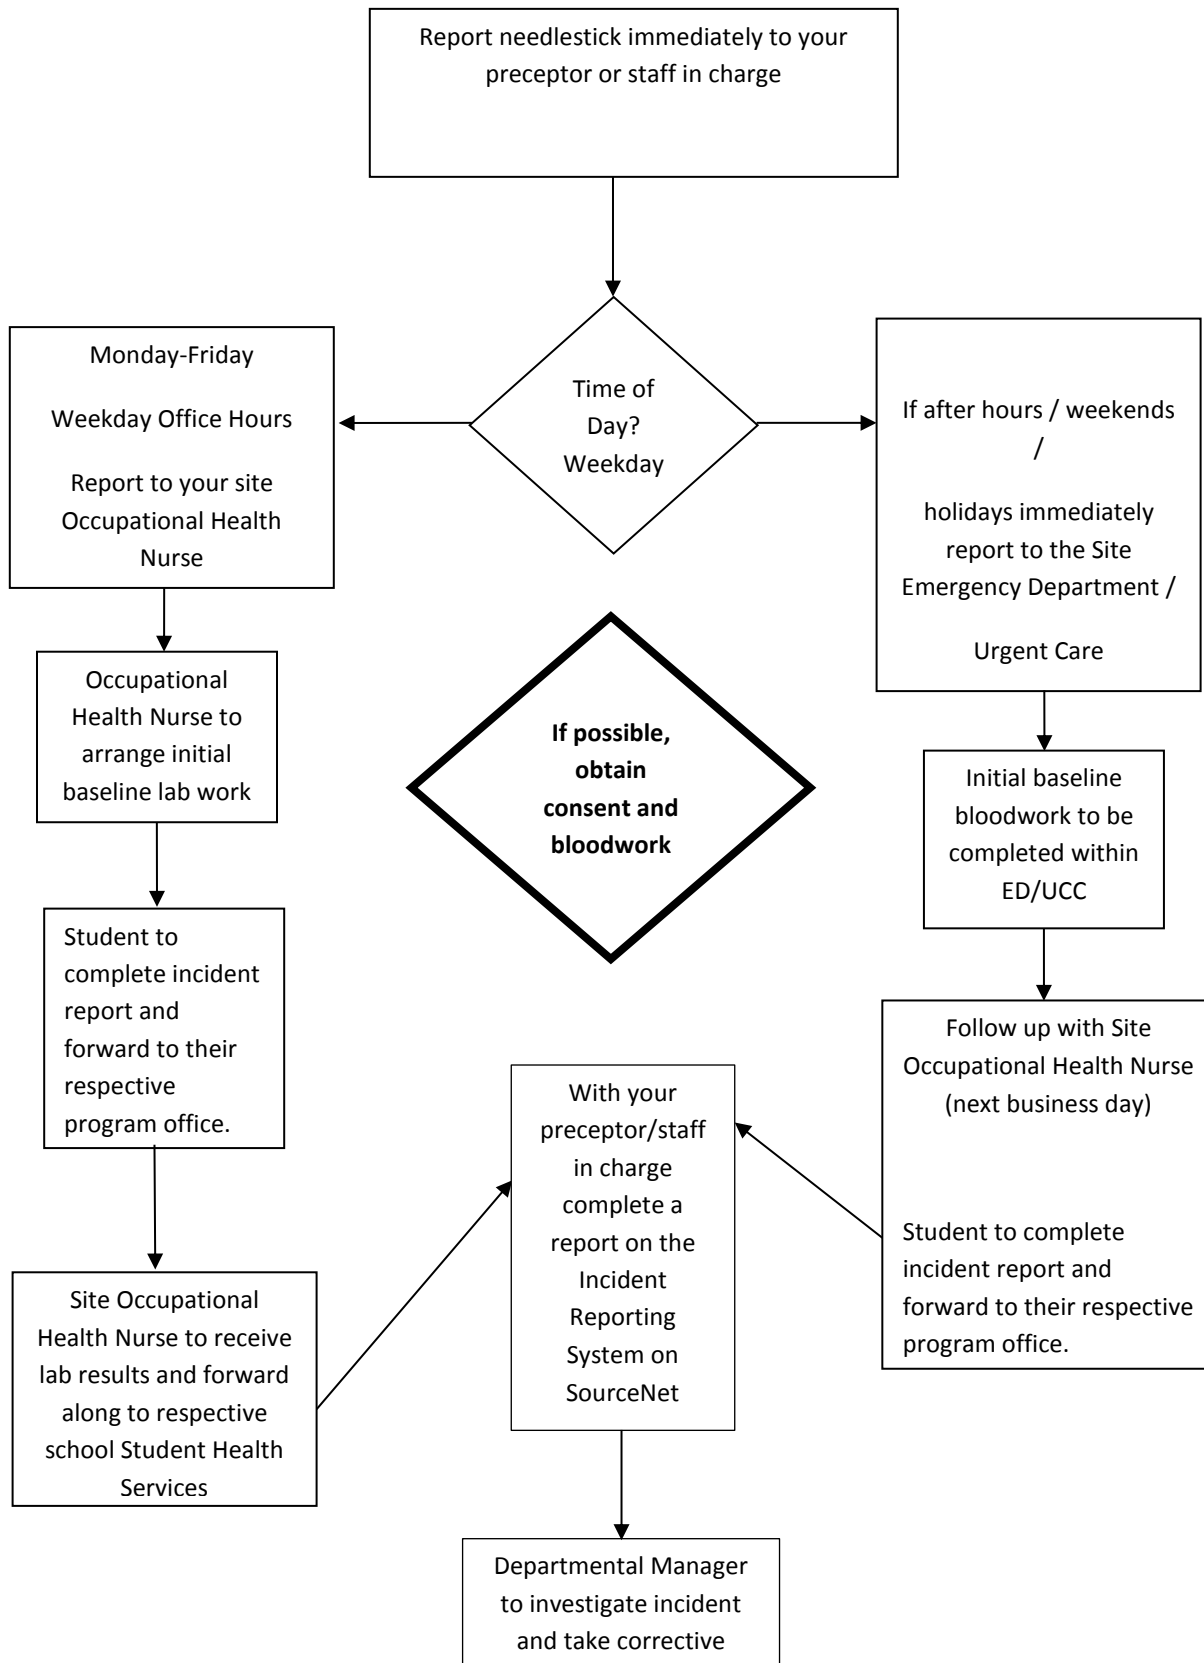 Report needlestick immediately to your
preceptor or staff in charge
Time of
Day?
Weekday
Monday-Friday
Weekday Office Hours
Report to your site
Occupational Health
Nurse
If after hours / weekends
/
holidays immediately
report to the Site
Emergency Department /
Urgent Care
Occupational
Health Nurse to
arrange initial
baseline lab work
If possible,
obtain
consent and
bloodwork
Initial baseline
bloodwork to be
completed within
ED/UCC
Student to
complete incident
report and
forward to their
respective
program office.
Follow up with Site
Occupational Health Nurse
(next business day)
Student to complete
incident report and
forward to their respective
program office.
Site Occupational
Health Nurse to receive
lab results and forward
along to respective
school Student Health
Services
With your
preceptor/staff
in charge
complete a
report on the
Incident
Reporting
System on
SourceNet
Departmental Manager
to investigate incident
and take corrective